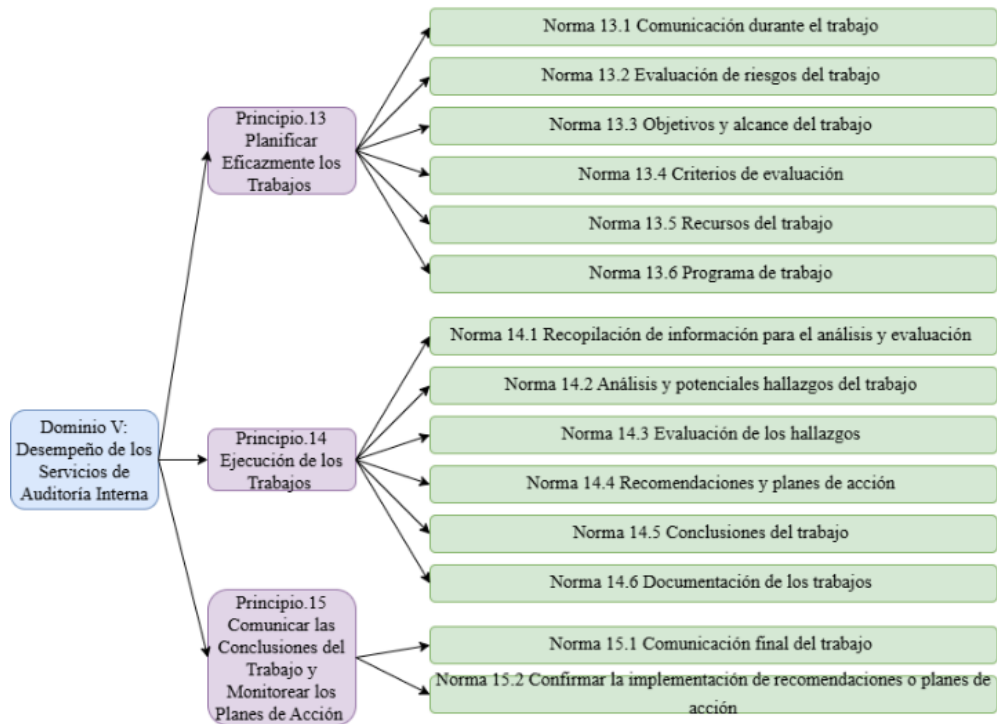 Dominio V:
Desempeño de los
Servicios de
Auditoría Interna
Principio.13
Planificar
Eficazmente los
Trabajos
Norma 13.1 Comunicación durante el trabajo
Norma 13.2 Evaluación de riesgos del trabajo
Norma 13.3 Objetivos y alcance del trabajo
Norma 13.4 Criterios de evaluación
Norma 13.5 Recursos del trabajo
Norma 13.6 Programa de trabajo
Principio.14
Ejecución de los
Trabajos
Norma 14.1 Recopilación de información para el análisis y evaluación
Norma 14.2 Análisis y potenciales hallazgos del trabajo
Norma 14.3 Evaluación de los hallazgos
Norma 14.4 Recomendaciones y planes de acción
Norma 14.5 Conclusiones del trabajo
Norma 14.6 Documentación de los trabajos
Principio.15
Comunicar las
Conclusiones del
Trabajo y
Monitorear los
Planes de Acción
Norma 15.1 Comunicación final del trabajo
Norma 15.2 Confirmar la implementación de recomendaciones o planes de
acción